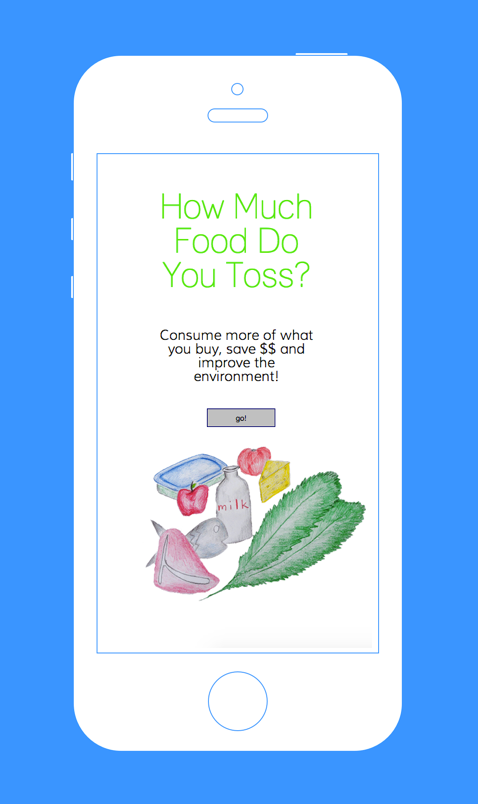 How Much
Food Do
You Toss?
Consume more of what
you buy, save $$ and
improve the
environment!
go!
milk